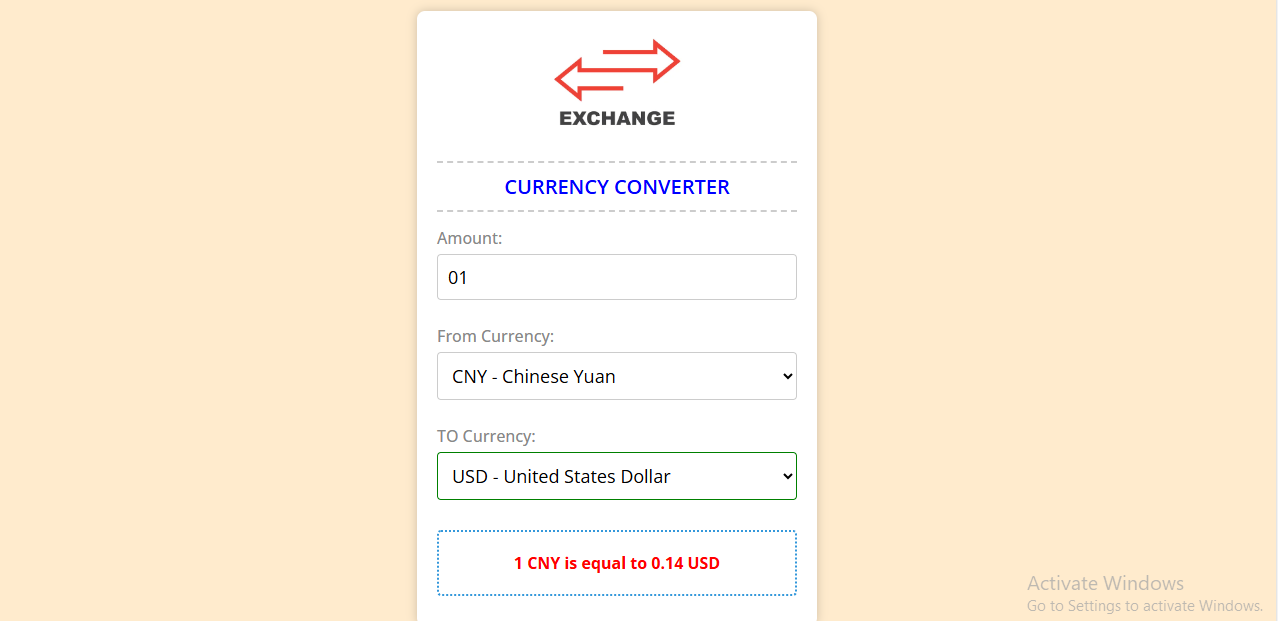 EXCHANGE
CURRENCY CONVERTER
Amount:
01
From Currency:
CNY - Chinese Yuan
TO Currency:
USD - United States Dollar
1 CNY is equal to 0.14 USD
Activate Windows
Go to Settings to activate Windows.